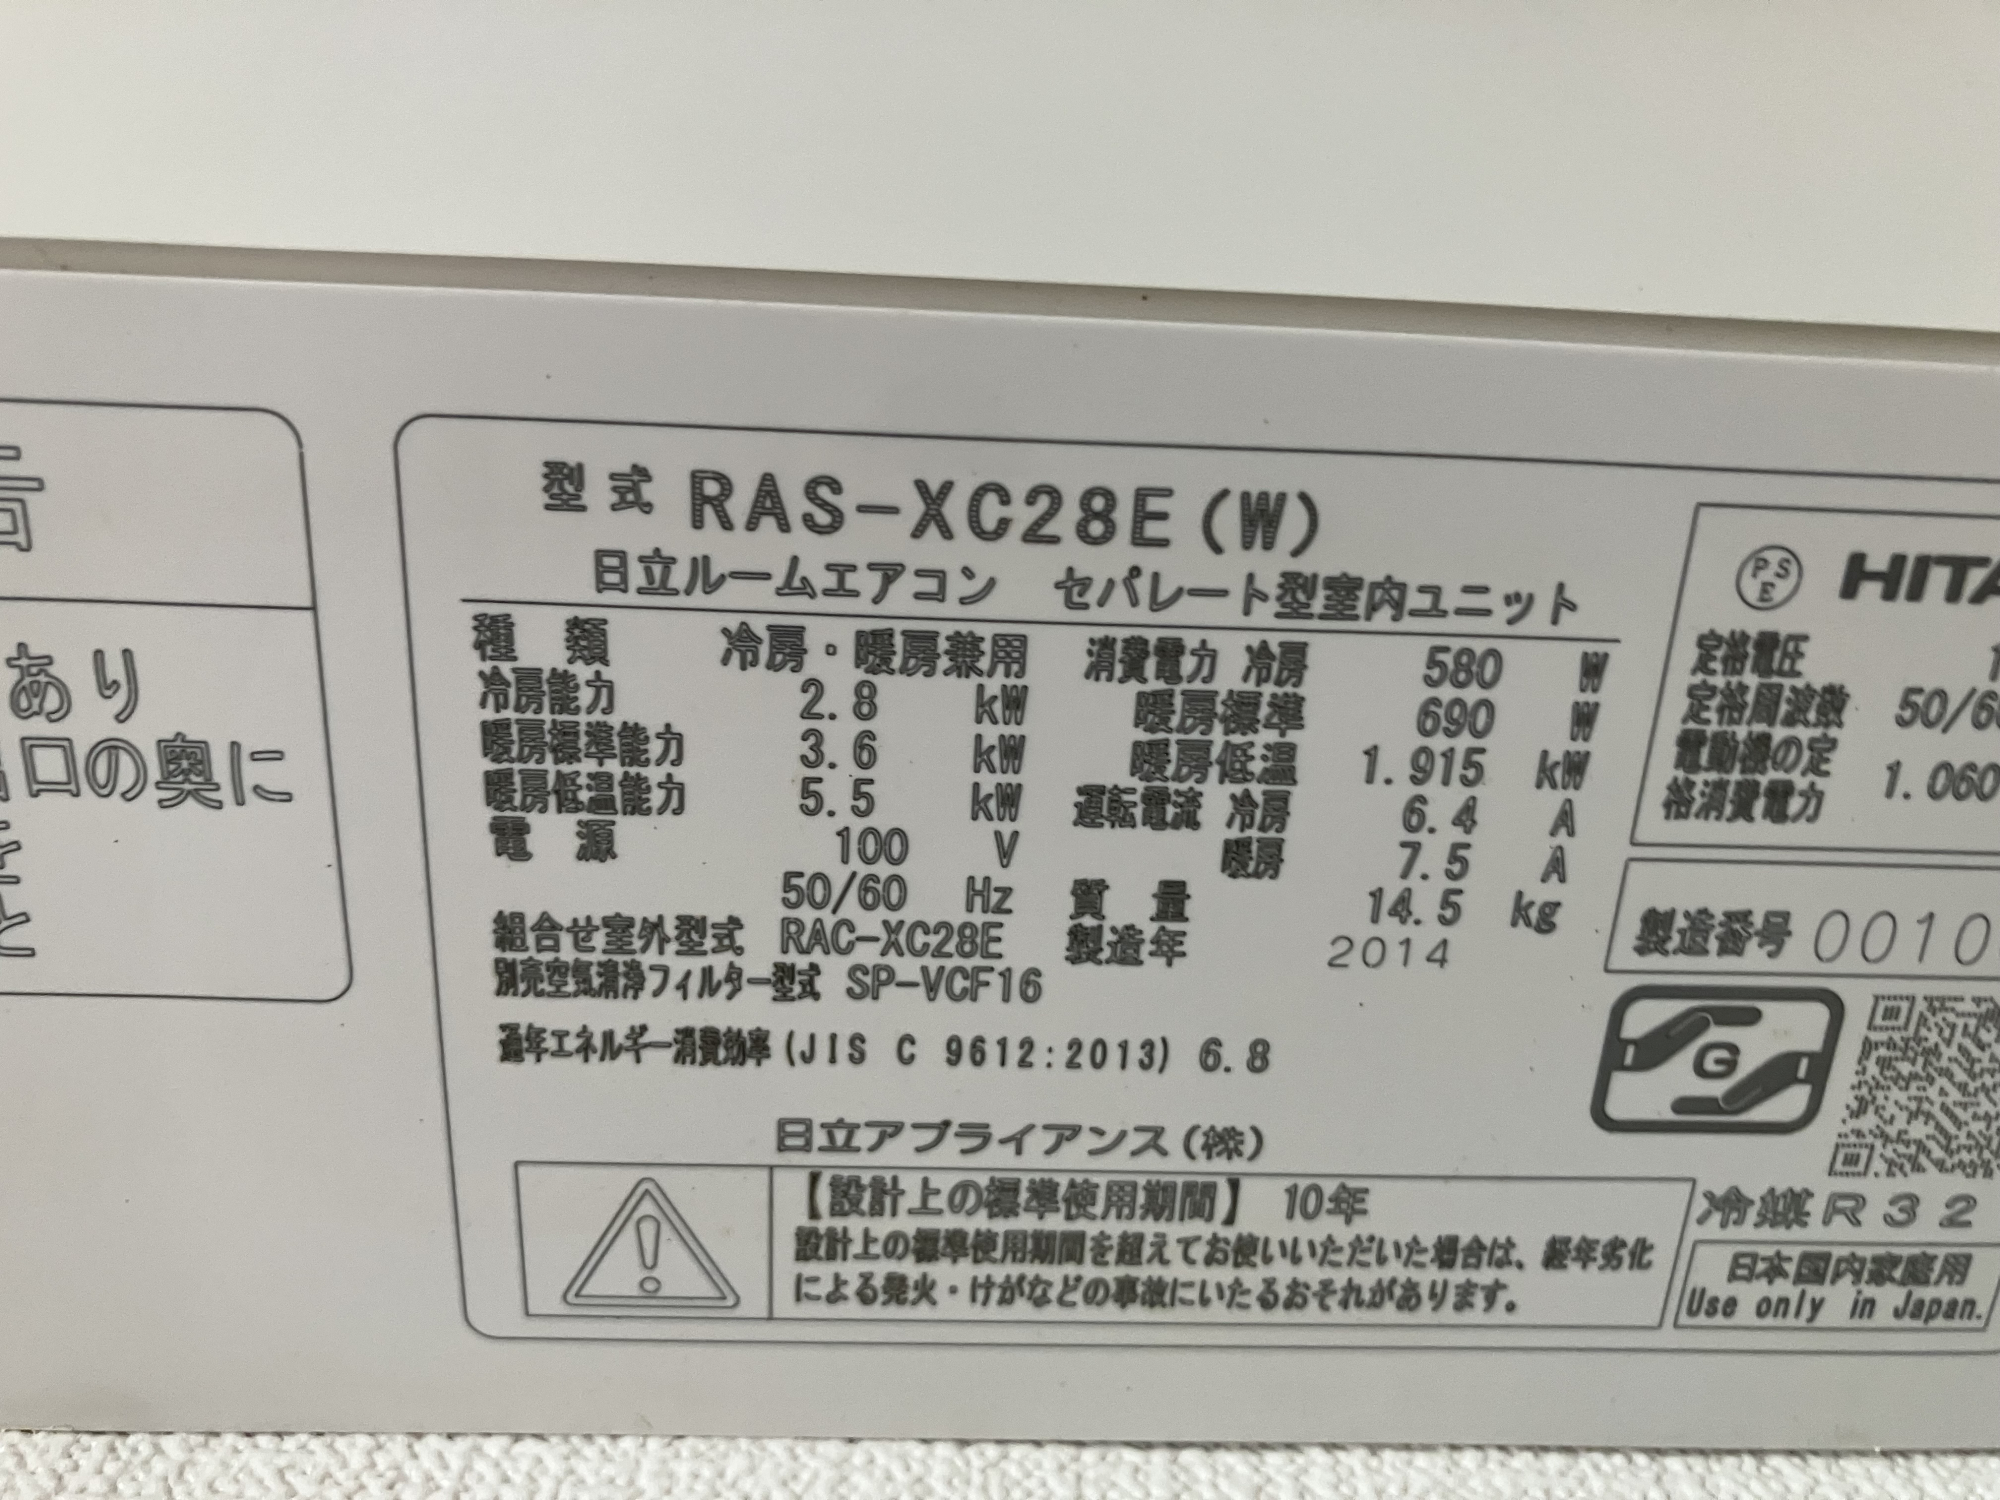 あり
口の奥に
型式 RAS-XC28E(W)
日立ルームエアコン セパレート型室内ユニット
種類 冷房・暖房兼用
冷房能力 2.8 kW
暖房標準能力 3.6 kW
暖房低温能力 5.5 kW
電源 100 V
50/60 Hz
組合せ室外型式 RAC-XC28E
別売空気清浄フィルター型式 SP-VCF16
消費電力 冷房 580 W
暖房標準 690 W
暖房低温 1.915 kW
運転電流 冷房 6.4 A
暖房 7.5 A
質量 14.5 kg
製造年 2014
通年エネルギー消費効率(JIS C 9612:2013) 6.8
日立アプライアンス(株)
【設計上の標準使用期間】 10年
設計上の標準使用期間を超えてお使いいただいた場合は、経年劣化
による発火・けがなどの事故にいたるおそれがあります。
PSE HITA
定格電圧 1
定格周波数 50/6
電動機の定
格消費電力 1.060
製造番号 0010
G
冷媒R32
日本国内家庭用
Use only in Japan.